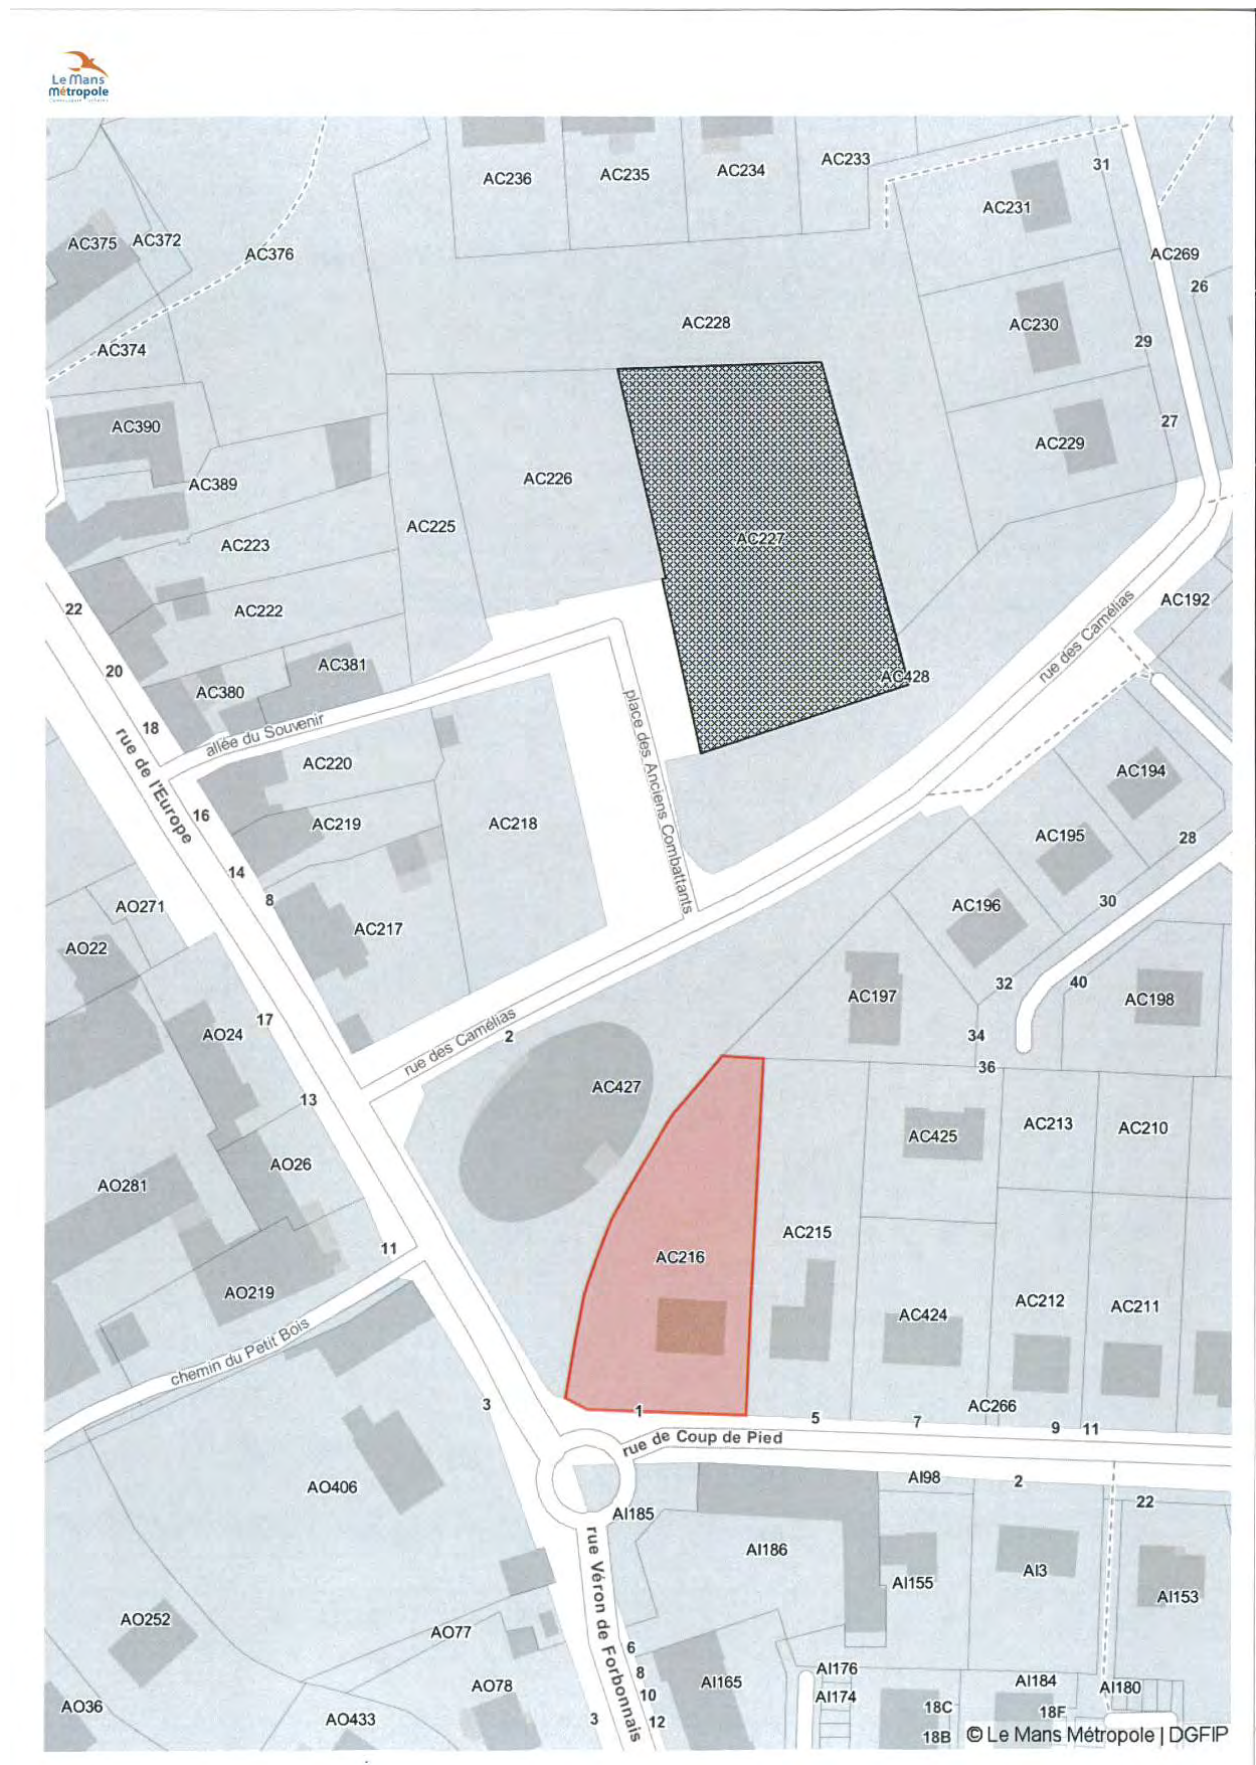 Le Mans
Métropole
AC236
AC235
AC234
AC233
31
AC231
AC375
AC372
AC376
AC269
26
AC228
AC230
29
AC374
27
AC390
AC229
AC389
AC226
AC225
AC227
AC223
22
AC222
rue des Camélias
AC192
20
AC381
AC380
AC428
18
allée du Souvenir
place des Anciens Combattants
rue de l'Europe
AC220
AC194
16
AC219
AC218
AC195
28
14
8
AO271
AC217
AC196
30
AO22
32
40
AC197
AC198
17
AO24
rue des Camélias
2
34
36
AC427
13
AC213
AC210
AC425
AO26
AO281
AC215
11
AC216
AO219
AC212
AC211
AC424
chemin du Petit Bois
3
1
5
7
AC266
9
11
rue de Coup de Pied
AI98
2
AO406
22
AI185
AI186
rue Véron de Forbonnais
AI3
AI155
AI153
AO252
AO77
6
8
AI176
AI184
AI180
AO78
AI165
10
AI174
AO36
AO433
3
12
18C
18F
18B
© Le Mans Métropole | DGFIP